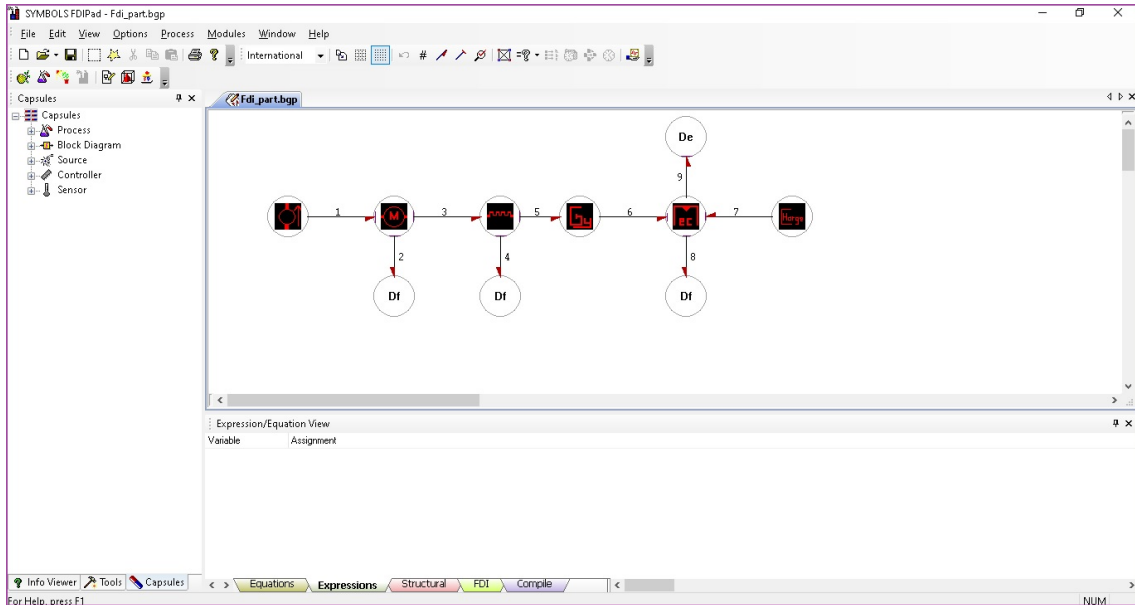 SYMBOLS FDIPad - Fdi_part.bgp
File Edit View Options Process Modules Window Help
International
Capsules
Fdi_part.bgp
Capsules
Process
Block Diagram
Source
Controller
Sensor
De
9
1 3 5 6 7
M Ec
2 4 8
Df Df Df
Expression/Equation View
Variable Assignment
Info Viewer Tools Capsules
Equations Expressions Structural FDI Compile
For Help, press F1 NUM